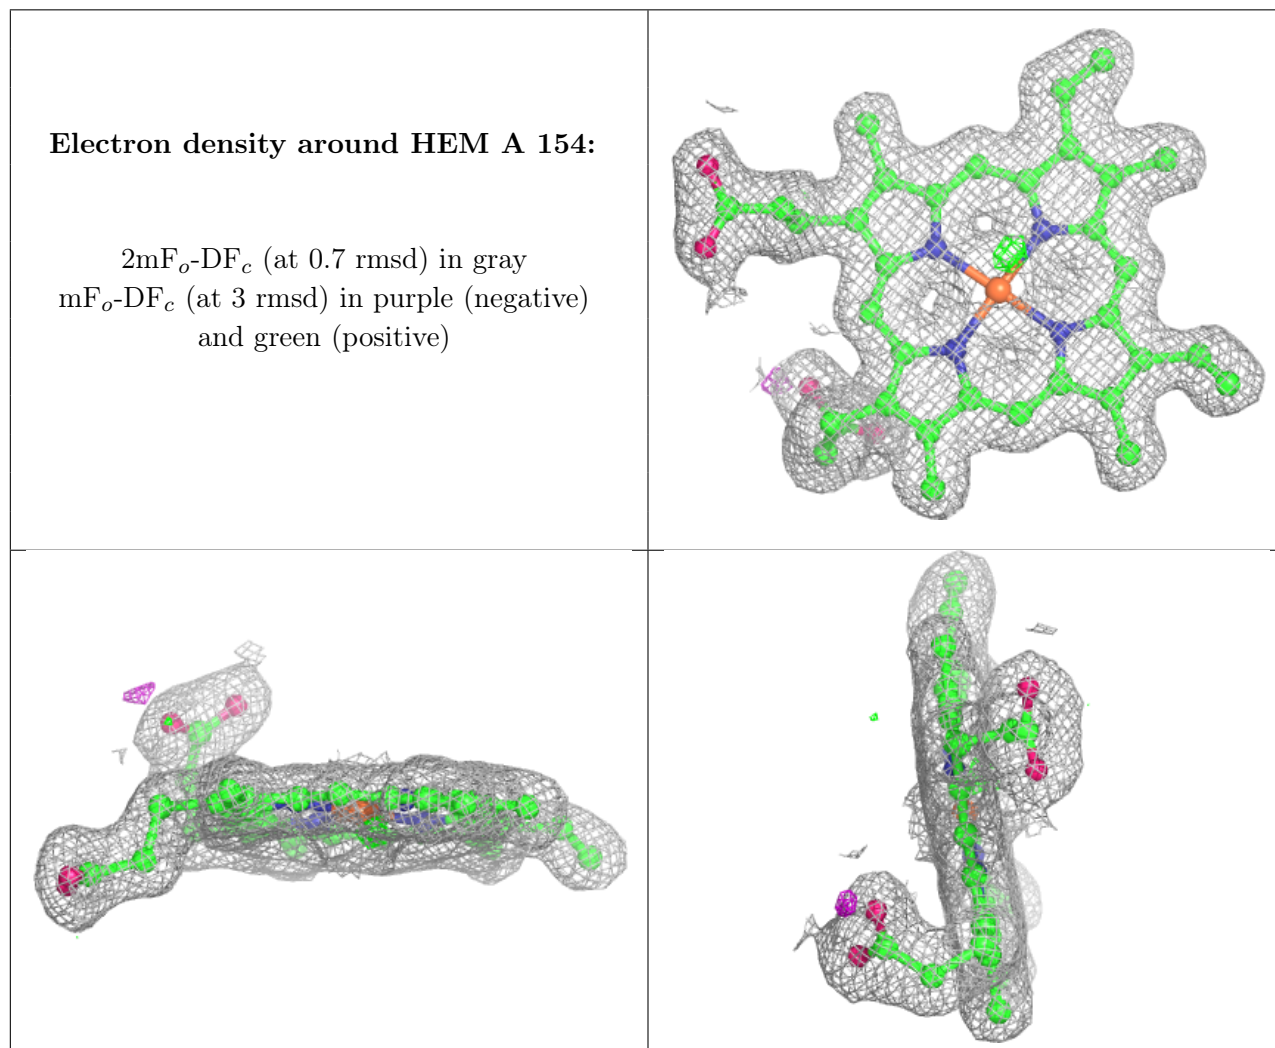 Electron density around HEM A 154:
2mFo-DFc (at 0.7 rmsd) in gray
mFo-DFc (at 3 rmsd) in purple (negative)
and green (positive)